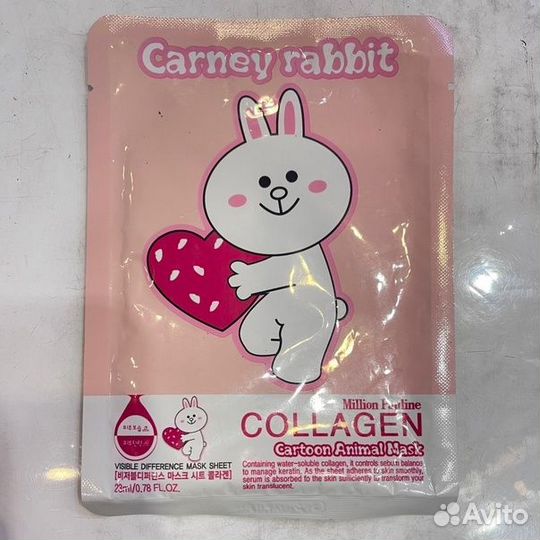 Carney rabbit
Million Pauline
COLLAGEN
Cartoon Animal Mask
VISIBLE DIFFERENCE MASK SHEET
[비저블디퍼런스 마스크 시트 콜라겐]
23ml/0.78 FL.OZ.
Containing water-soluble collagen, it controls sebum balance
to manage keratin. As the sheet adheres to skin smoothly,
serum is absorbed to the skin sufficiently to transform your
skin translucent.
Avito